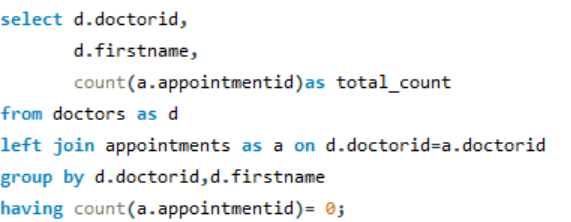 select d.doctorid,
d.firstname,
count(a.appointmentid)as total_count
from doctors as d
left join appointments as a on d.doctorid=a.doctorid
group by d.doctorid,d.firstname
having count(a.appointmentid)= 0;